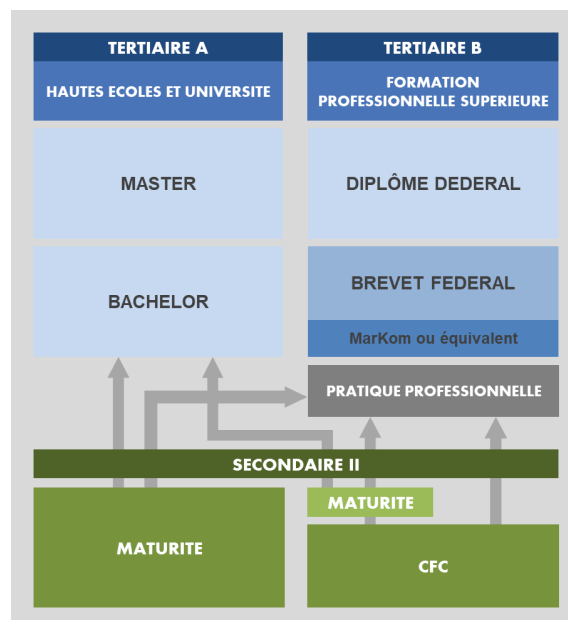 TERTIAIRE A
HAUTES ECOLES ET UNIVERSITE
MASTER
BACHELOR
TERTIAIRE B
FORMATION
PROFESSIONNELLE SUPERIEURE
DIPLÔME DEDERAL
BREVET FEDERAL
MarKom ou équivalent
PRATIQUE PROFESSIONNELLE
SECONDAIRE II
MATURITE
MATURITE
CFC